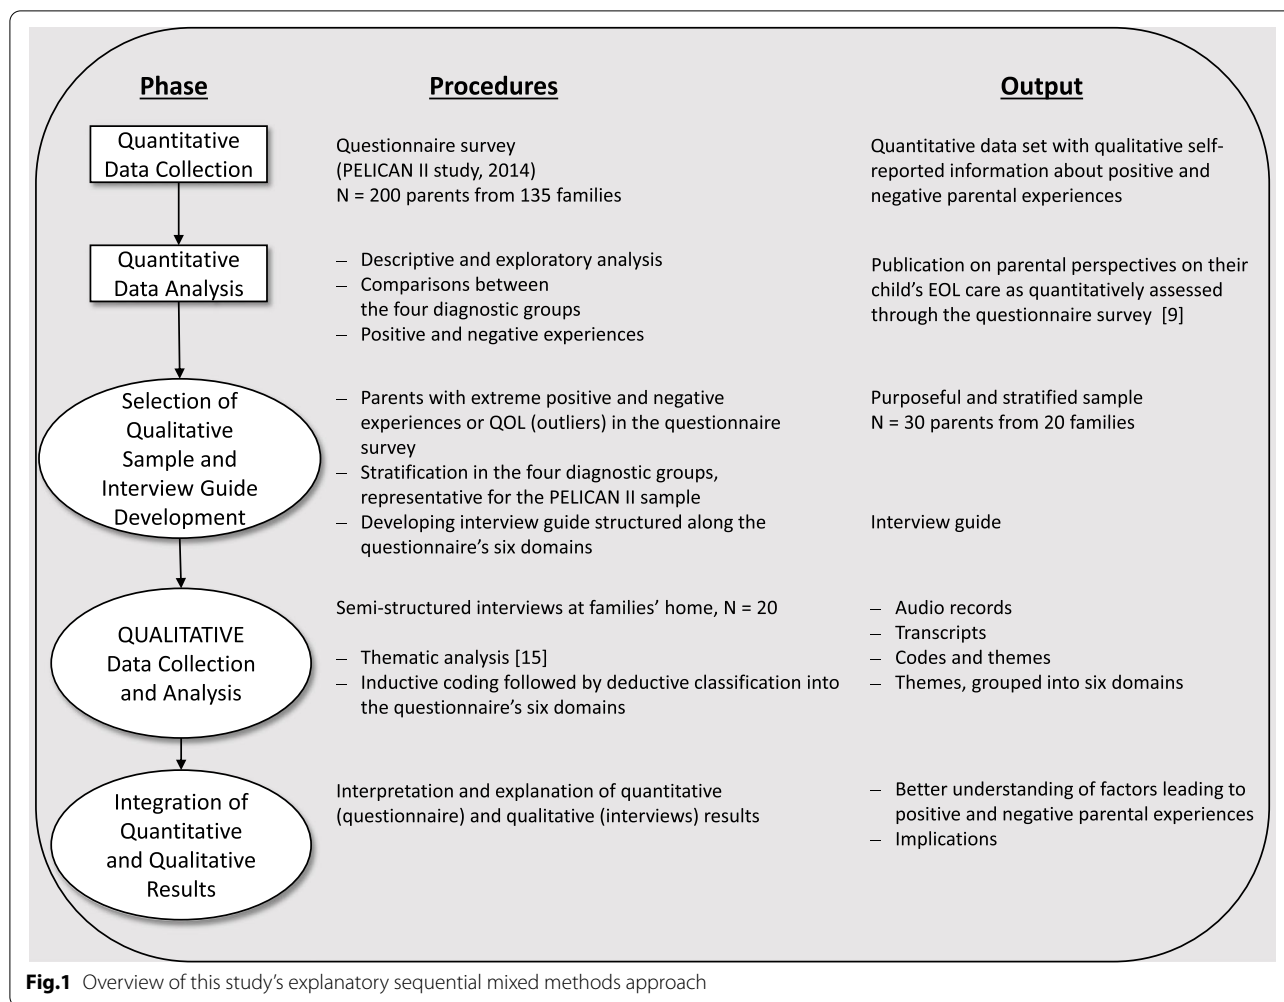 Phase
Procedures
Output
Quantitative
Data Collection
Questionnaire survey
(PELICAN II study, 2014)
N = 200 parents from 135 families
Quantitative data set with qualitative self-
reported information about positive and
negative parental experiences
Quantitative
Data Analysis
– Descriptive and exploratory analysis
– Comparisons between
the four diagnostic groups
– Positive and negative experiences
Publication on parental perspectives on their
child’s EOL care as quantitatively assessed
through the questionnaire survey [9]
Selection of
Qualitative
Sample and
Interview Guide
Development
– Parents with extreme positive and negative
experiences or QOL (outliers) in the questionnaire
survey
– Stratification in the four diagnostic groups,
representative for the PELICAN II sample
– Developing interview guide structured along the
questionnaire’s six domains
Purposeful and stratified sample
N = 30 parents from 20 families
Interview guide
QUALITATIVE
Data Collection
and Analysis
Semi-structured interviews at families’ home, N = 20
– Thematic analysis [15]
– Inductive coding followed by deductive classification into
the questionnaire’s six domains
– Audio records
– Transcripts
– Codes and themes
– Themes, grouped into six domains
Integration of
Quantitative
and Qualitative
Results
Interpretation and explanation of quantitative
(questionnaire) and qualitative (interviews) results
– Better understanding of factors leading to
positive and negative parental experiences
– Implications
Fig.1 Overview of this study’s explanatory sequential mixed methods approach